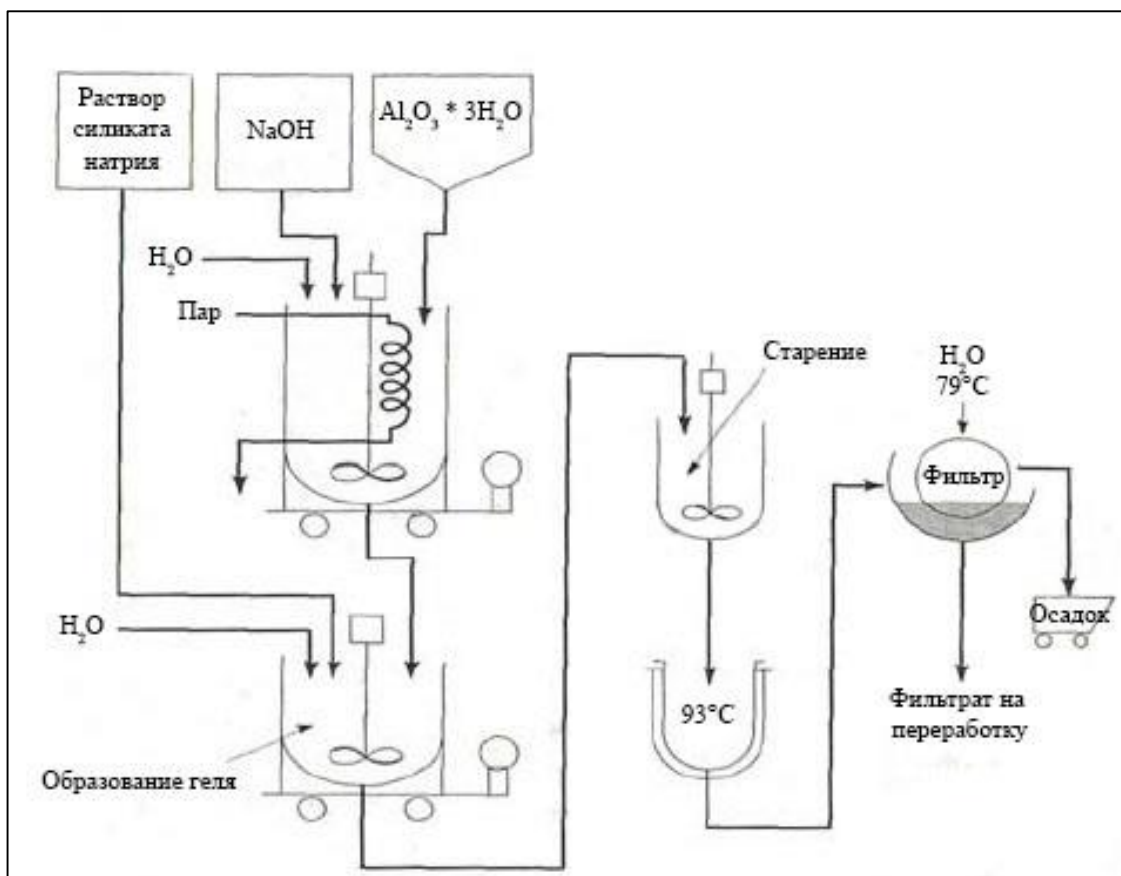 Раствор
силиката
натрия
NaOH
Al₂O₃ * 3H₂O
H₂O
Пар
Старение
H₂O
79°C
Фильтр
Осадок
H₂O
93°C
Фильтрат на
переработку
Образование геля